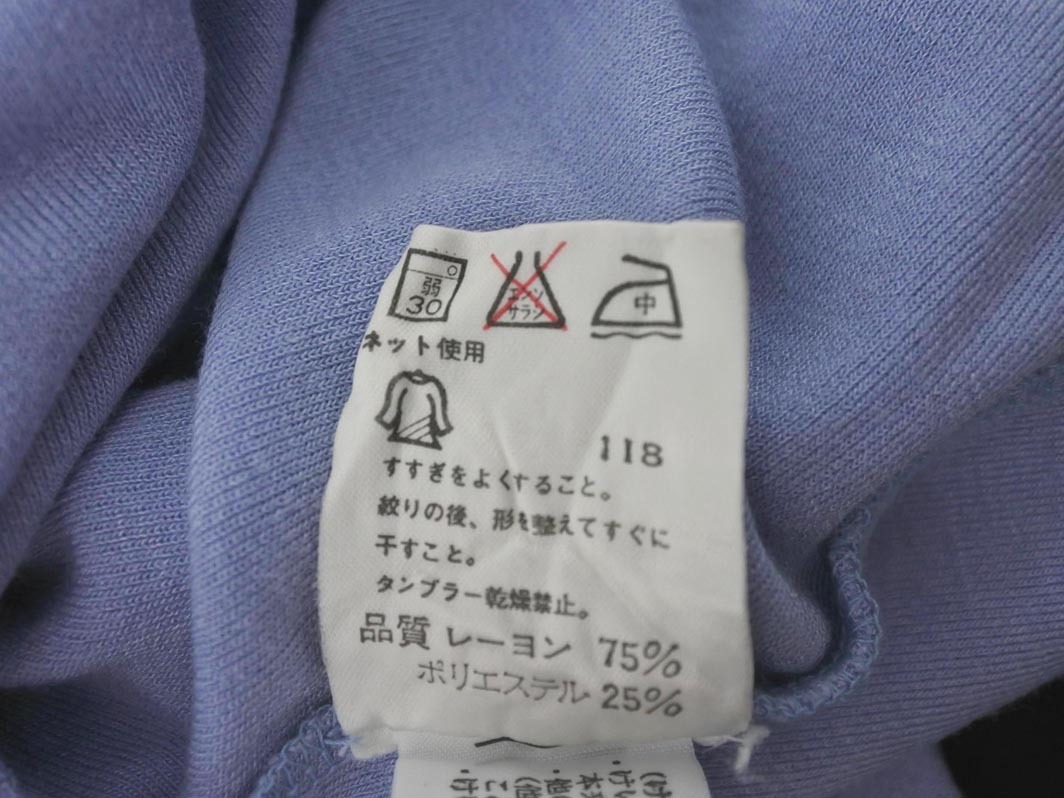 弱
30
エンソ
サラシ
中
ネット使用
118
すすぎをよくすること。
絞りの後、形を整えてすぐに
干すこと。
タンブラー乾燥禁止。
品質 レーヨン 75%
ポリエステル 25%